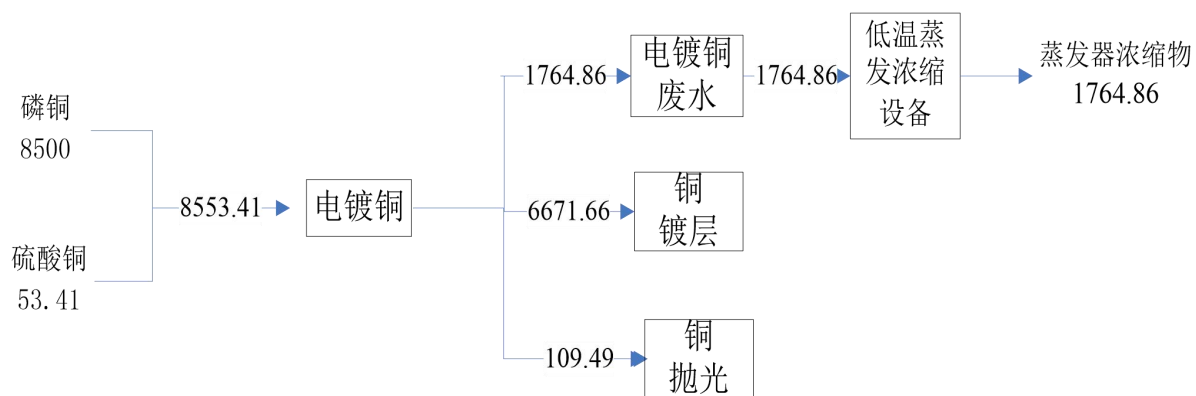 磷铜
8500
硫酸铜
53.41
8553.41
电镀铜
1764.86
电镀铜
废水
1764.86
低温蒸
发浓缩
设备
蒸发器浓缩物
1764.86
6671.66
铜
镀层
109.49
铜
抛光